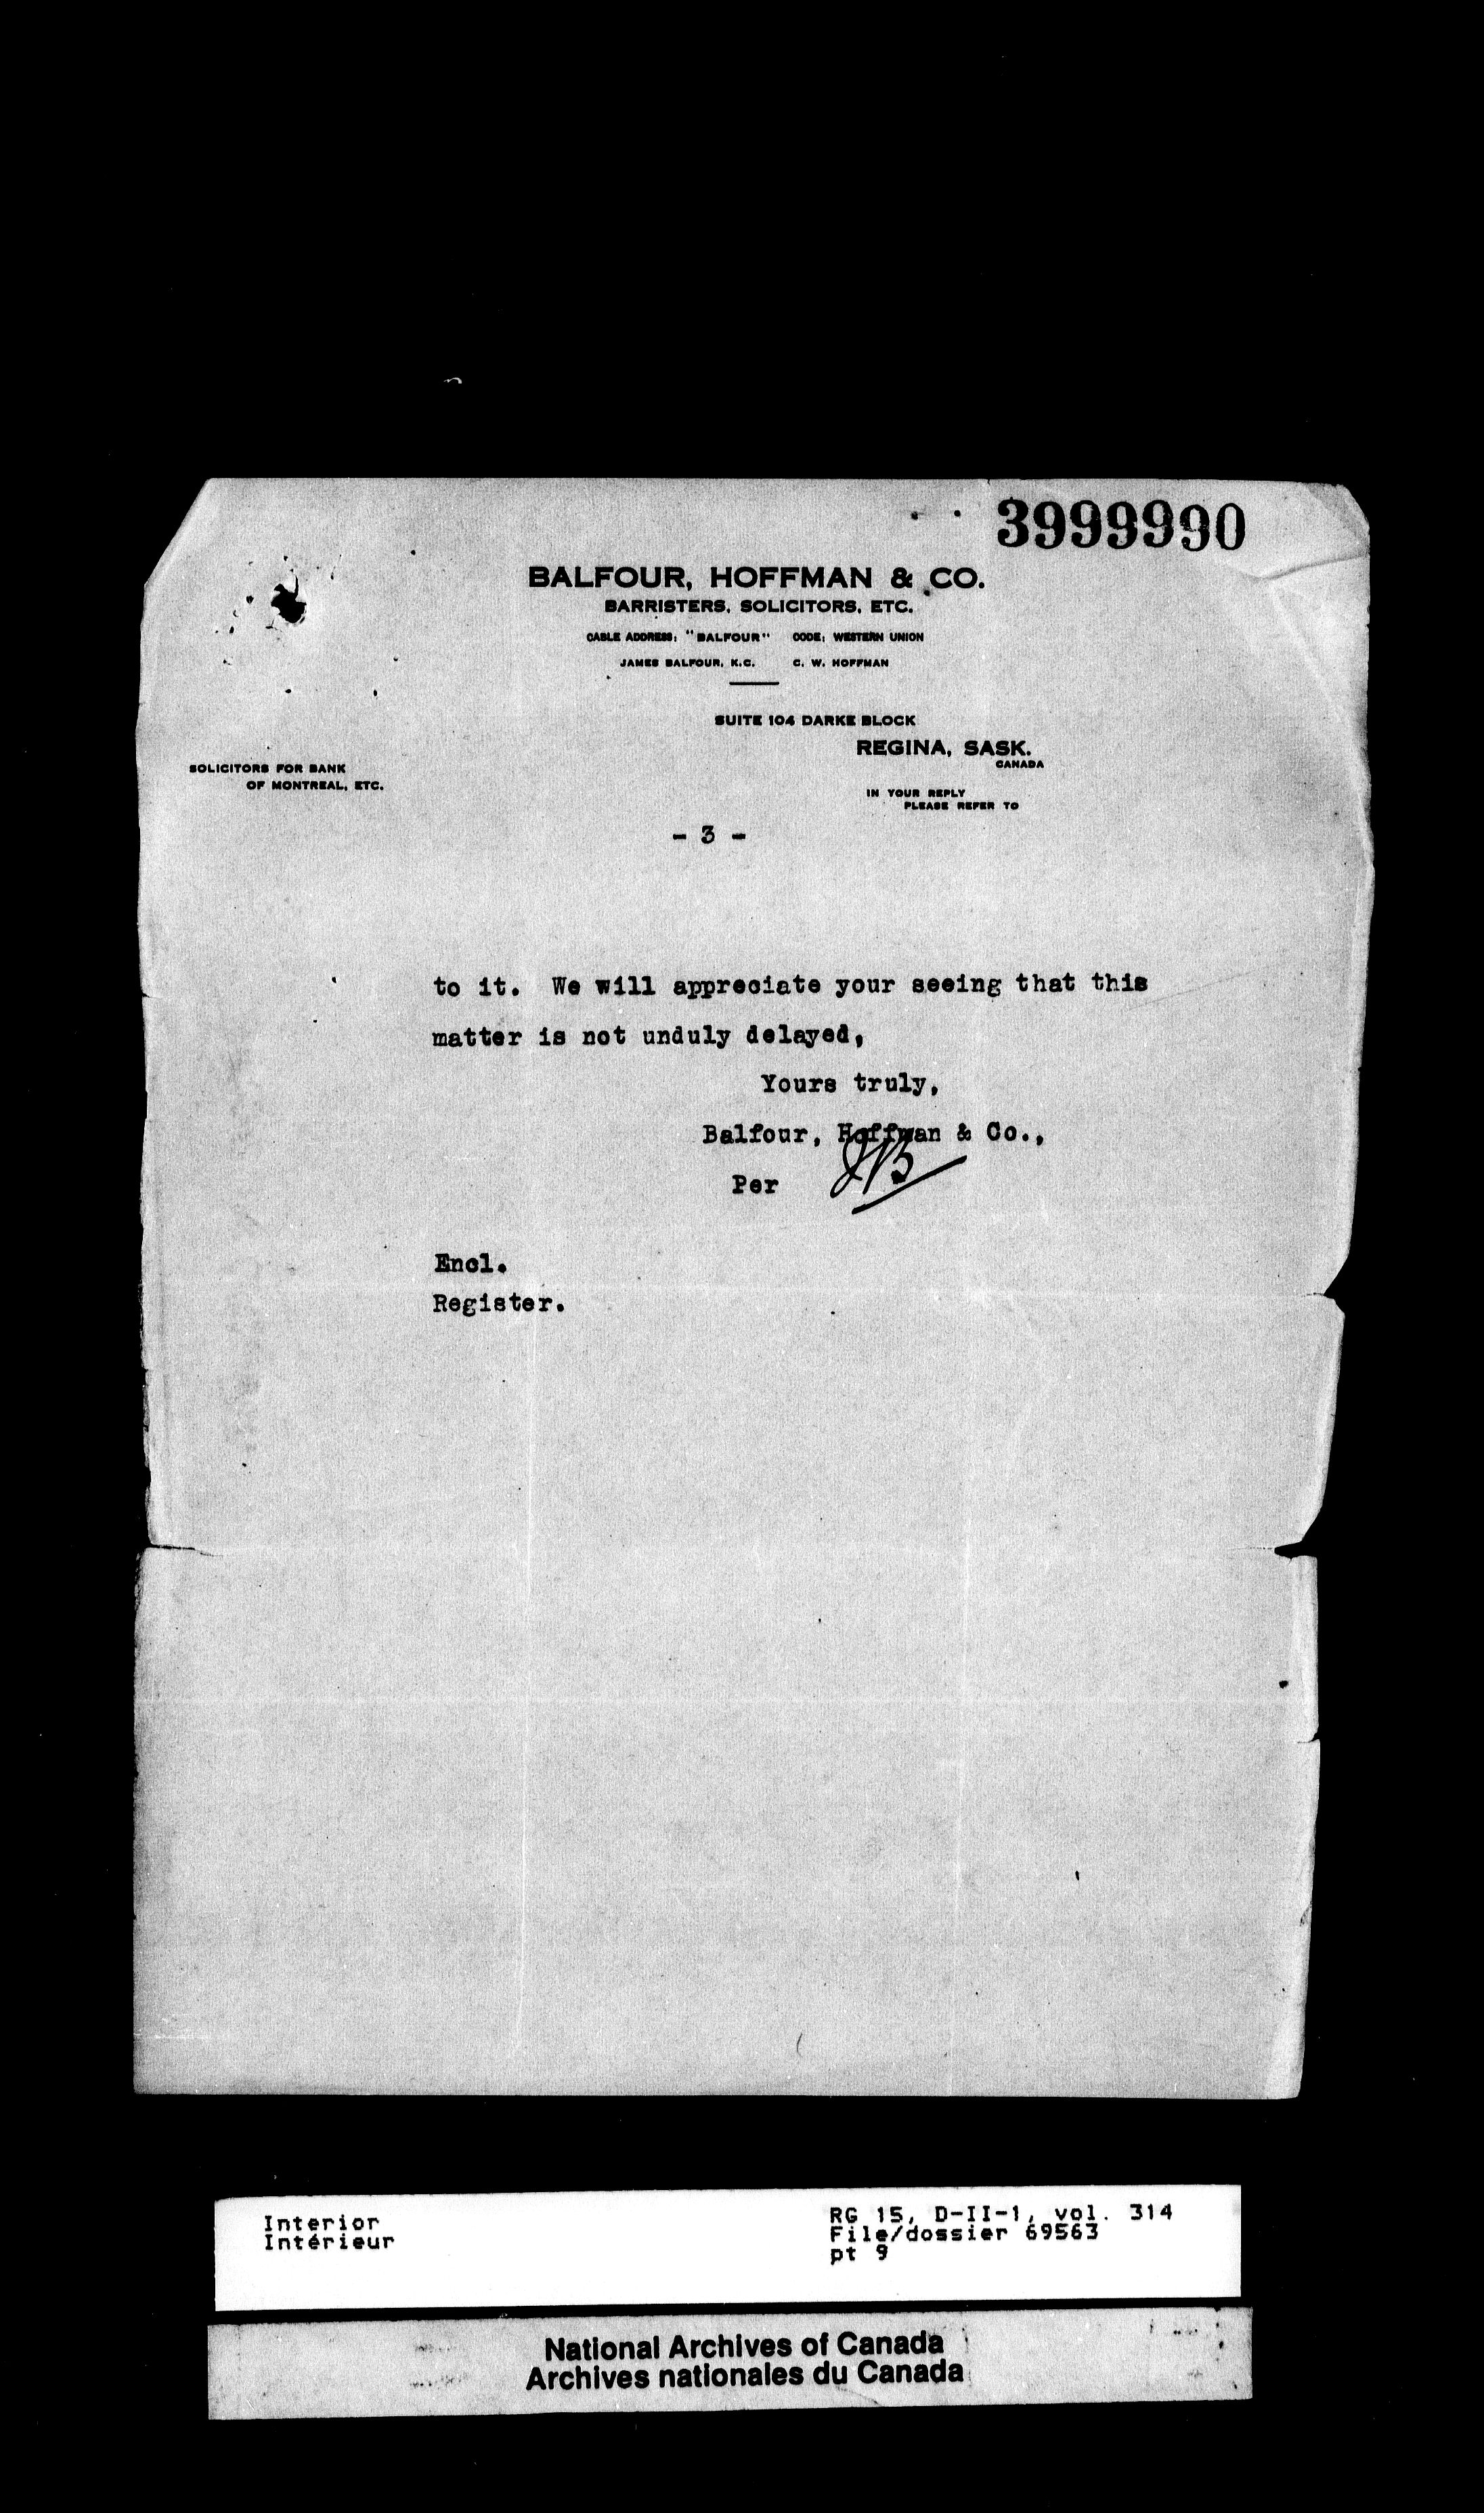 3999990
BALFOUR, HOFFMAN & CO.
BARRISTERS, SOLICITORS, ETC.
CABLE ADDRESS: "BALFOUR" CODE: WESTERN UNION
JAMES BALFOUR, K.C. C. W. HOFFMAN
SUITE 104 DARKE BLOCK
REGINA, SASK.
CANADA
SOLICITORS FOR BANK
OF MONTREAL, ETC.
IN YOUR REPLY
PLEASE REFER TO
- 3 -
to it. We will appreciate your seeing that this
matter is not unduly delayed,
Yours truly,
Balfour, Hoffman & Co.,
Per JB
Encl.
Register.
Interior
Intérieur
RG 15, D-II-1, vol. 314
File/dossier 69563
pt 9
National Archives of Canada
Archives nationales du Canada